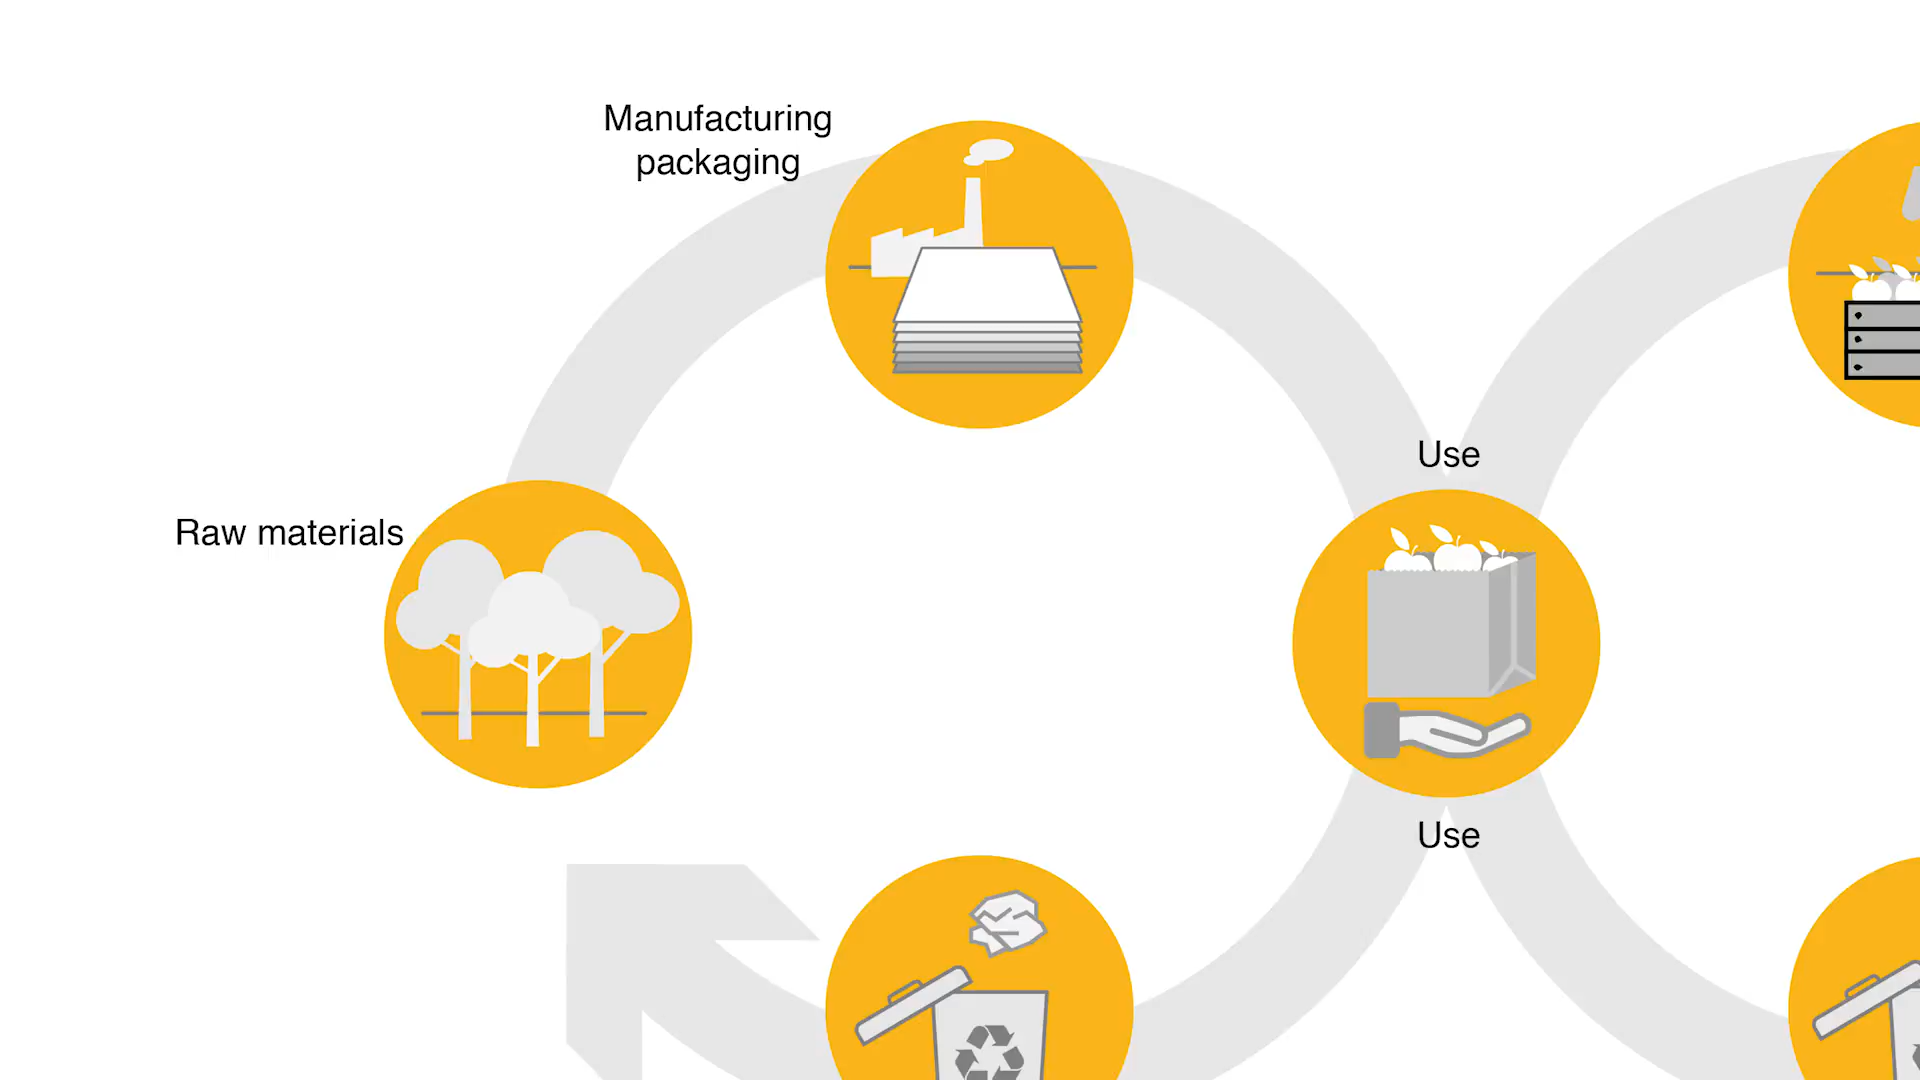 Manufacturing
packaging
Use
Raw materials
Use